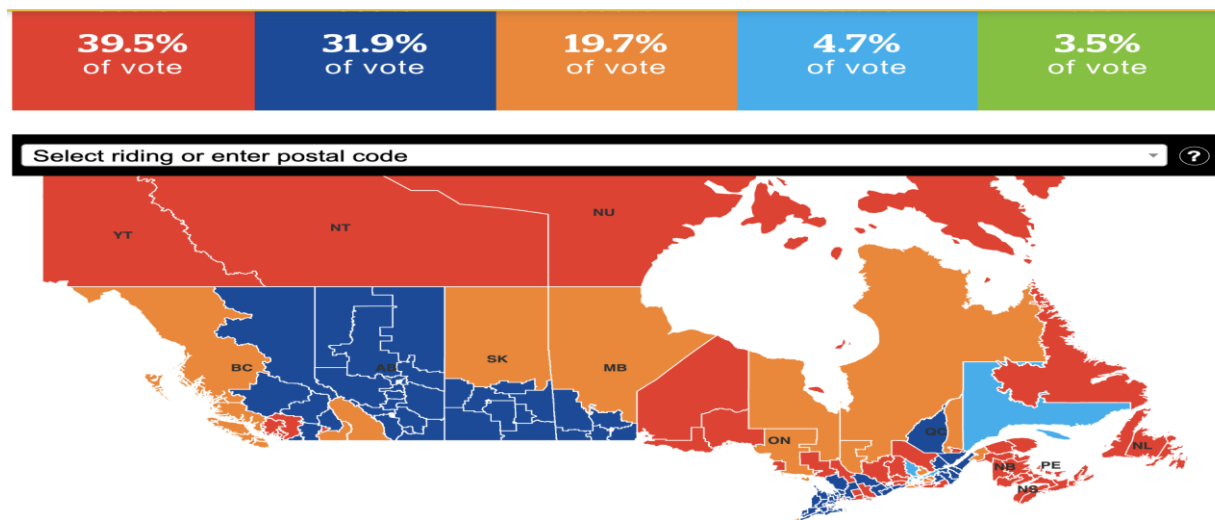 39.5%
of vote
31.9%
of vote
19.7%
of vote
4.7%
of vote
3.5%
of vote
Select riding or enter postal code
?
NU
NT
YT
SK
BC
AB
MB
QC
ON
NL
NB
PE
NS